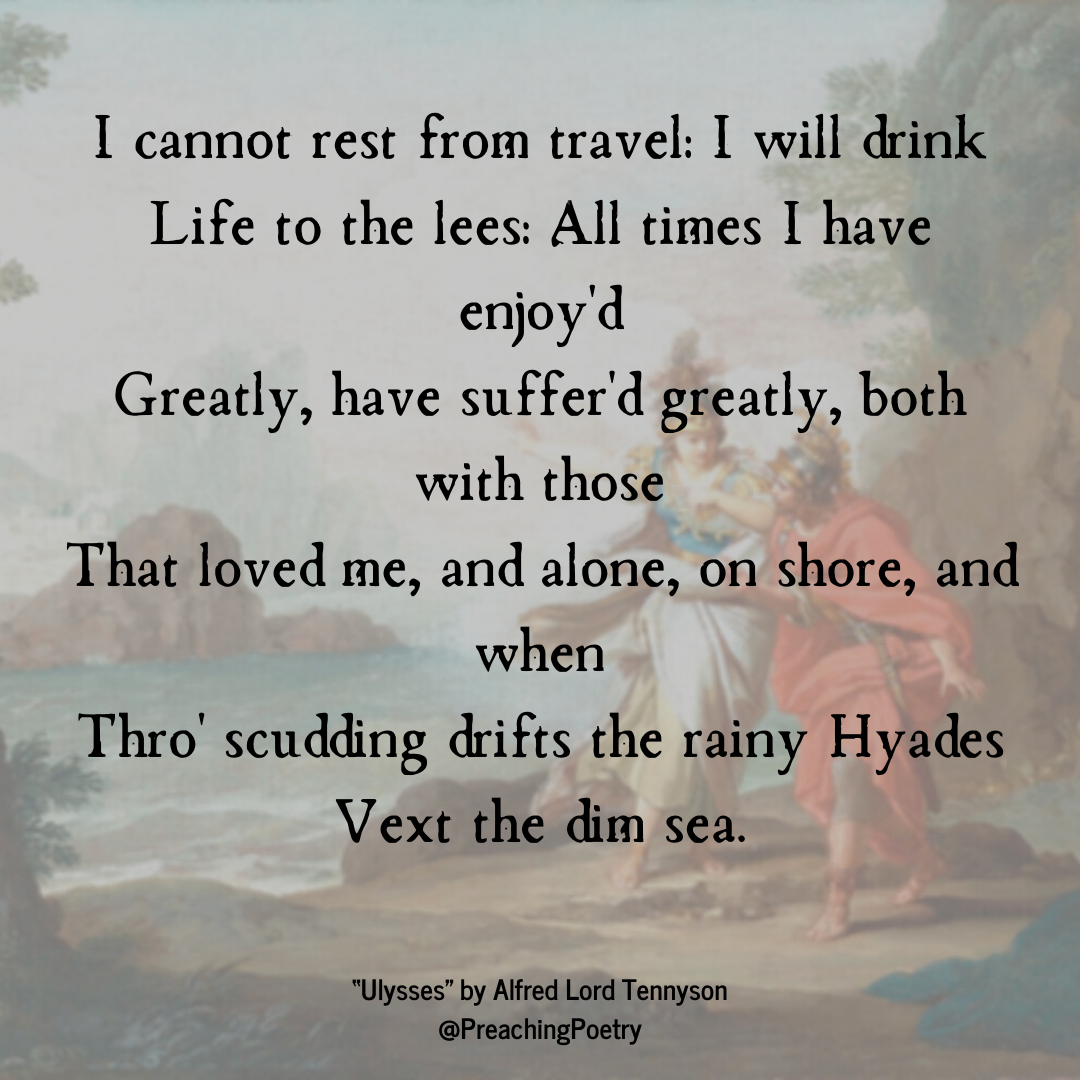 I cannot rest from travel: I will drink
Life to the lees: All times I have
enjoy'd
Greatly, have suffer'd greatly, both
with those
That loved me, and alone, on shore, and
when
Thro' scudding drifts the rainy Hyades
Vext the dim sea.
"Ulysses" by Alfred Lord Tennyson
@PreachingPoetry